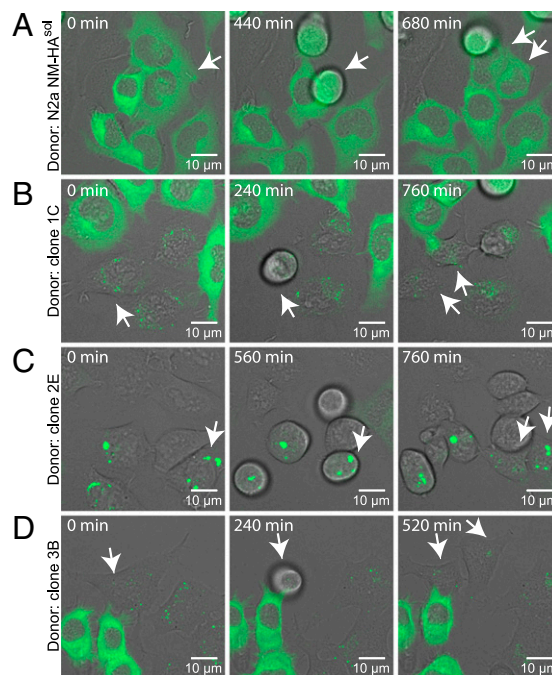 A
Donor: N2a NM-HAsol
0 min
10 µm
440 min
10 µm
680 min
10 µm
B
Donor: clone 1C
0 min
10 µm
240 min
10 µm
760 min
10 µm
C
Donor: clone 2E
0 min
10 µm
560 min
10 µm
760 min
10 µm
D
Donor: clone 3B
0 min
10 µm
240 min
10 µm
520 min
10 µm